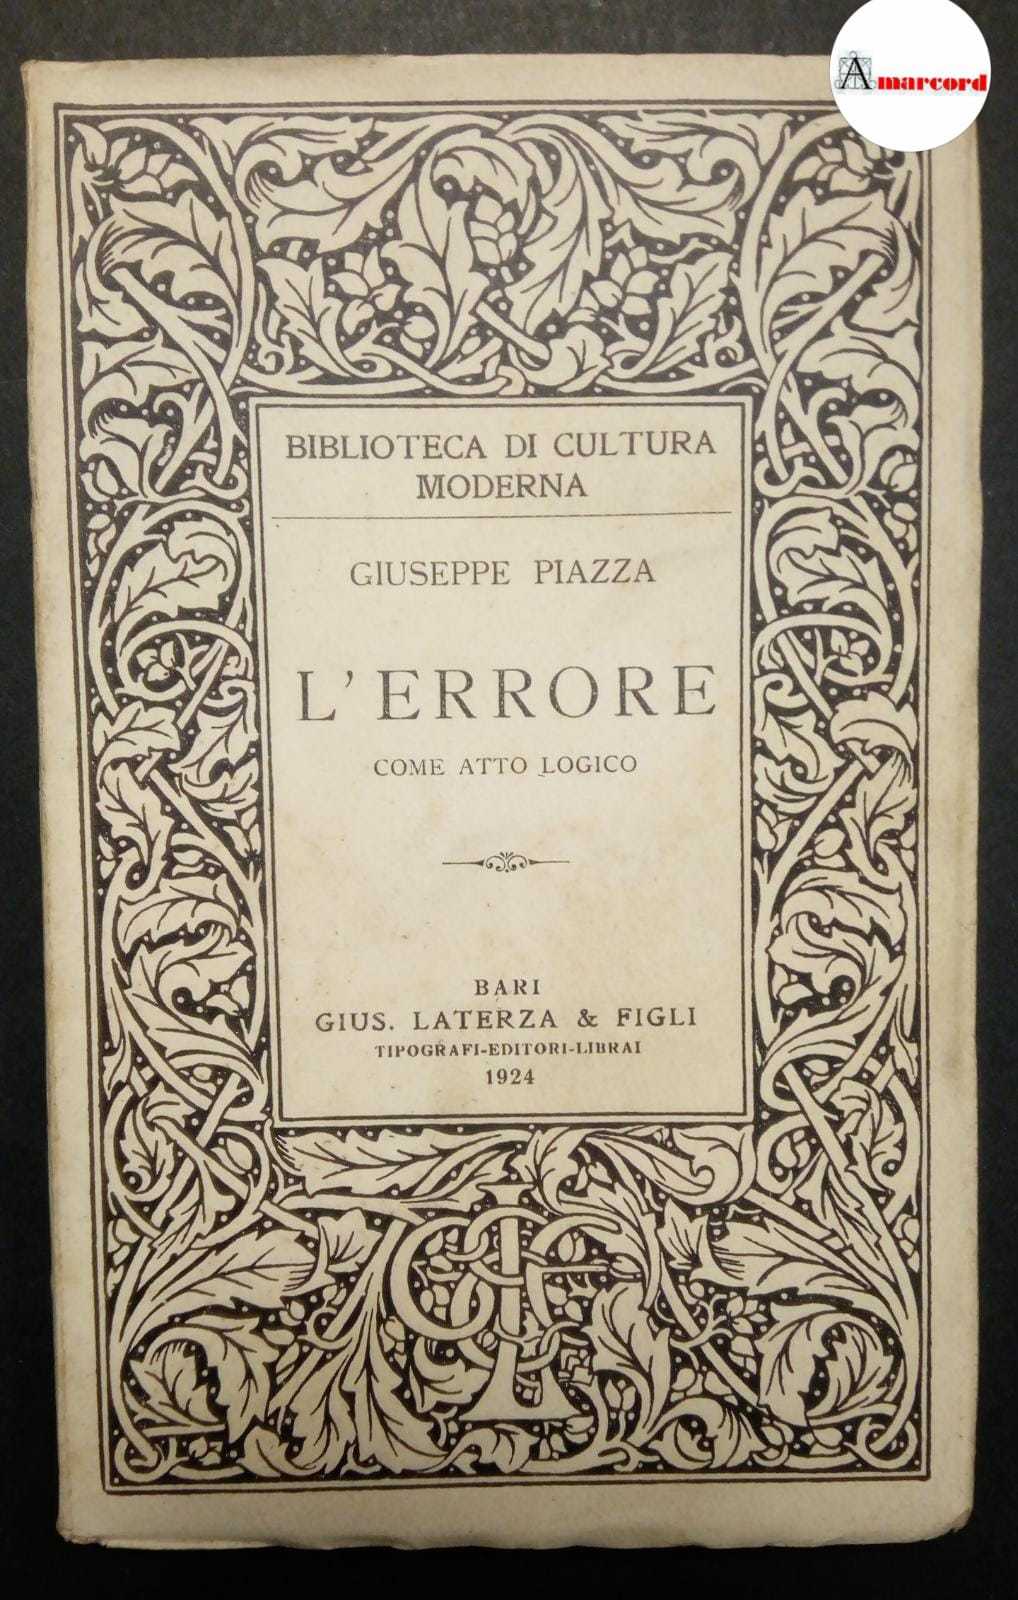 Amarcord
BIBLIOTECA DI CULTURA
MODERNA
GIUSEPPE PIAZZA
L'ERRORE
COME ATTO LOGICO
BARI
GIUS. LATERZA & FIGLI
TIPOGRAFI-EDITORI-LIBRAI
1924